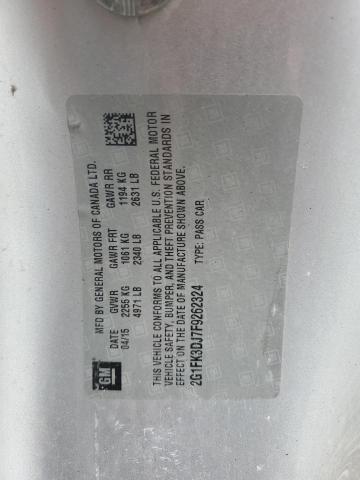 GM
MFD BY GENERAL MOTORS OF CANADA LTD.
DATE GVWR GAWR FRT GAWR RR
04/15 2255 KG 1061 KG 1194 KG
4971 LB 2340 LB 2631 LB
THIS VEHICLE CONFORMS TO ALL APPLICABLE U.S. FEDERAL MOTOR
VEHICLE SAFETY, BUMPER, AND THEFT PREVENTION STANDARDS IN
EFFECT ON THE DATE OF MANUFACTURE SHOWN ABOVE.
2G1FK3DJ7F9262324 TYPE: PASS CAR